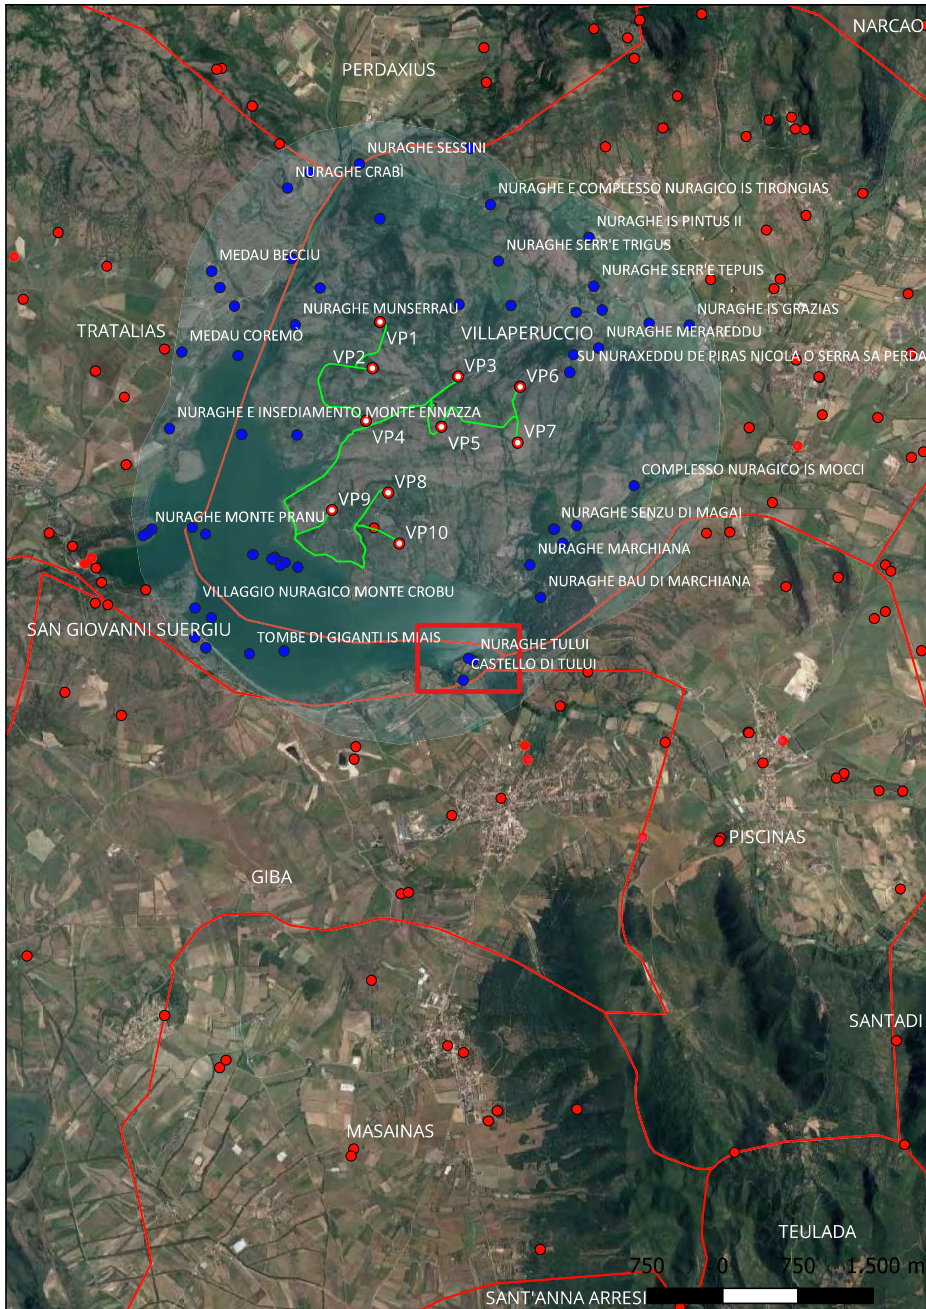 NARCAO
PERDAXIUS
NURAGHE SESSINI
NURAGHE CRABÌ
NURAGHE E COMPLESSO NURAGICO IS TIRONGIAS
NURAGHE IS PINTUS II
NURAGHE SERR'E TRIGUS
MEDAU BECCIU
NURAGHE SERR'E TEPUIS
NURAGHE MUNSERRAU
NURAGHE IS GRAZIAS
TRATALIAS
MEDAU COREMÒ
VP1
VILLAPERUCCIO
NURAGHE MERAREDDU
SU NURAXEDDU DE PIRAS NICOLA O SERRA SA PERDA
VP2
VP3
VP6
NURAGHE E INSEDIAMENTO MONTE ENNAZZA
VP4
VP5
VP7
COMPLESSO NURAGICO IS MOCCI
VP8
VP9
NURAGHE MONTE PRANU
NURAGHE SENZU DI MAGAI
VP10
NURAGHE MARCHIANA
NURAGHE BAU DI MARCHIANA
VILLAGGIO NURAGICO MONTE CROBU
SAN GIOVANNI SUERGIU
TOMBE DI GIGANTI IS MIAIS
NURAGHE TULUI
CASTELLO DI TULUI
PISCINAS
GIBA
SANTADI
MASAINAS
TEULADA
750 0 750 1.500 m
SANT'ANNA ARRESI